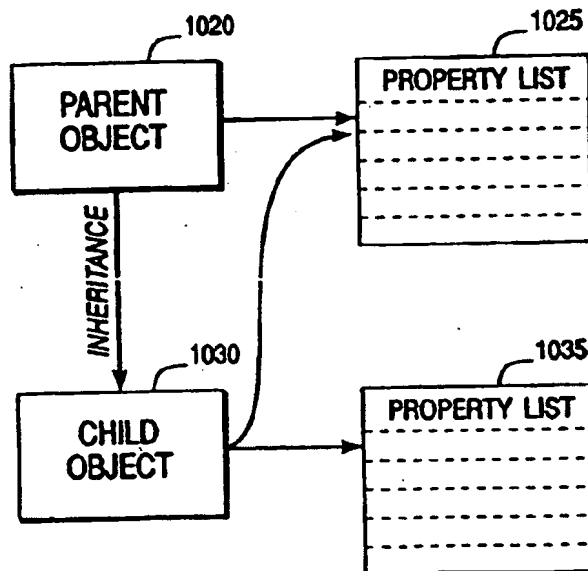 1020
PARENT
OBJECT
1025
PROPERTY LIST
INHERITANCE
1030
CHILD
OBJECT
1035
PROPERTY LIST